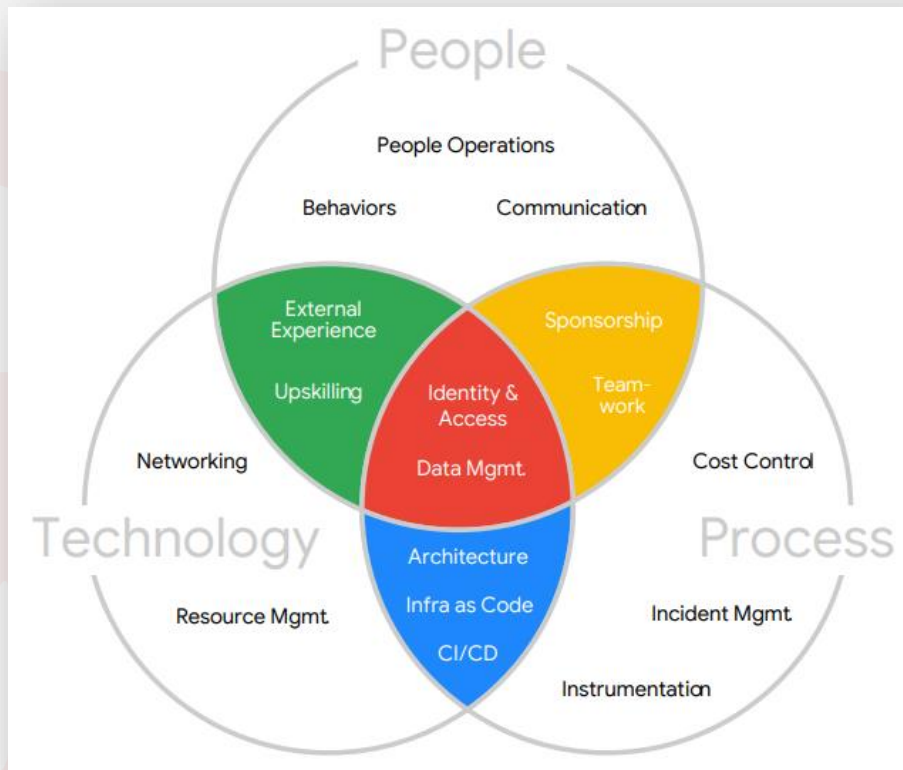 People
People Operations
Behaviors
Communication
External
Experience
Sponsorship
Upskilling
Team-
work
Identity &
Access
Networking
Data Mgmt.
Cost Control
Technology
Process
Architecture
Infra as Code
Resource Mgmt.
Incident Mgmt.
CI/CD
Instrumentation